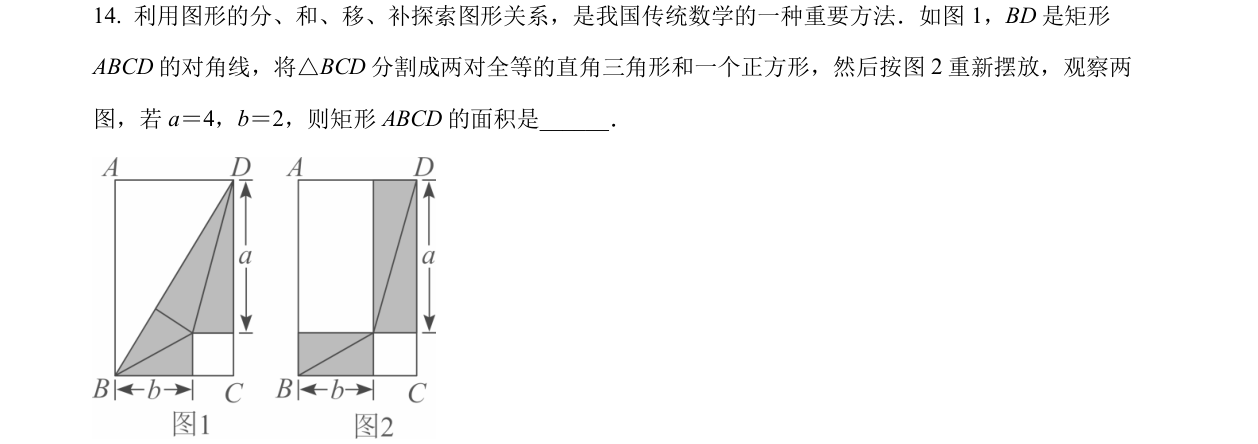 14. 利用图形的分、和、移、补探索图形关系，是我国传统数学的一种重要方法．如图 1，BD 是矩形
ABCD 的对角线，将△BCD 分割成两对全等的直角三角形和一个正方形，然后按图 2 重新摆放，观察两
图，若 a＝4，b＝2，则矩形 ABCD 的面积是______．
A D A D
a a
B b C B b C
图1 图2